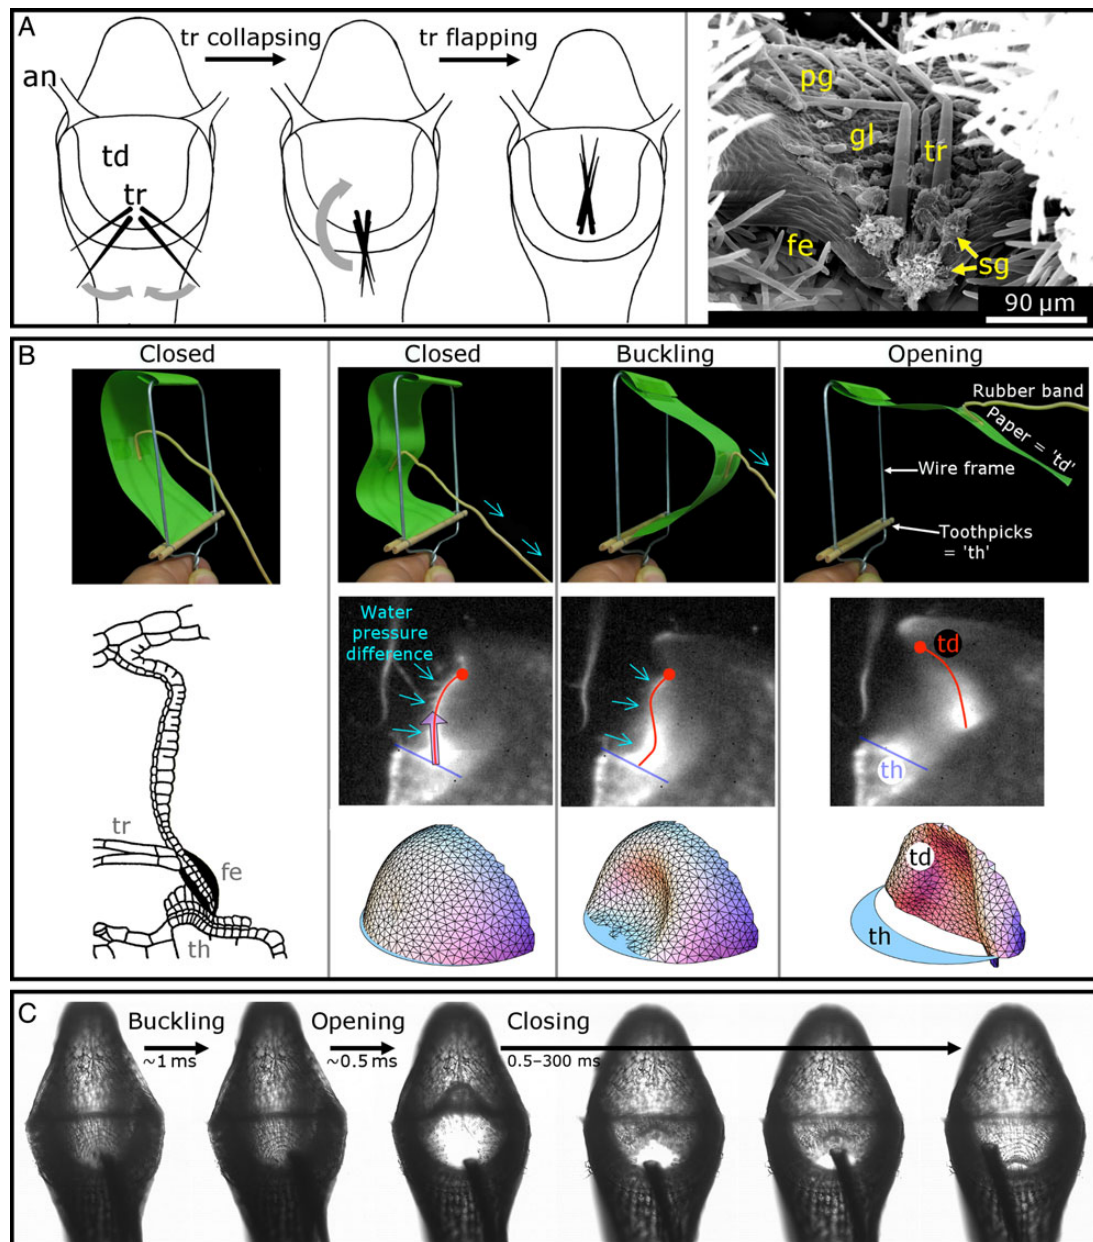 A
tr collapsing
tr flapping
an
td
tr
pg
gl
tr
fe
sg
90 µm
B
Closed
Closed
Buckling
Opening
Rubber band
Paper = 'td'
Wire frame
Toothpicks
= 'th'
Water
pressure
difference
td
th
tr
fe
th
td
th
C
Buckling
~1 ms
Opening
~0.5 ms
Closing
0.5–300 ms